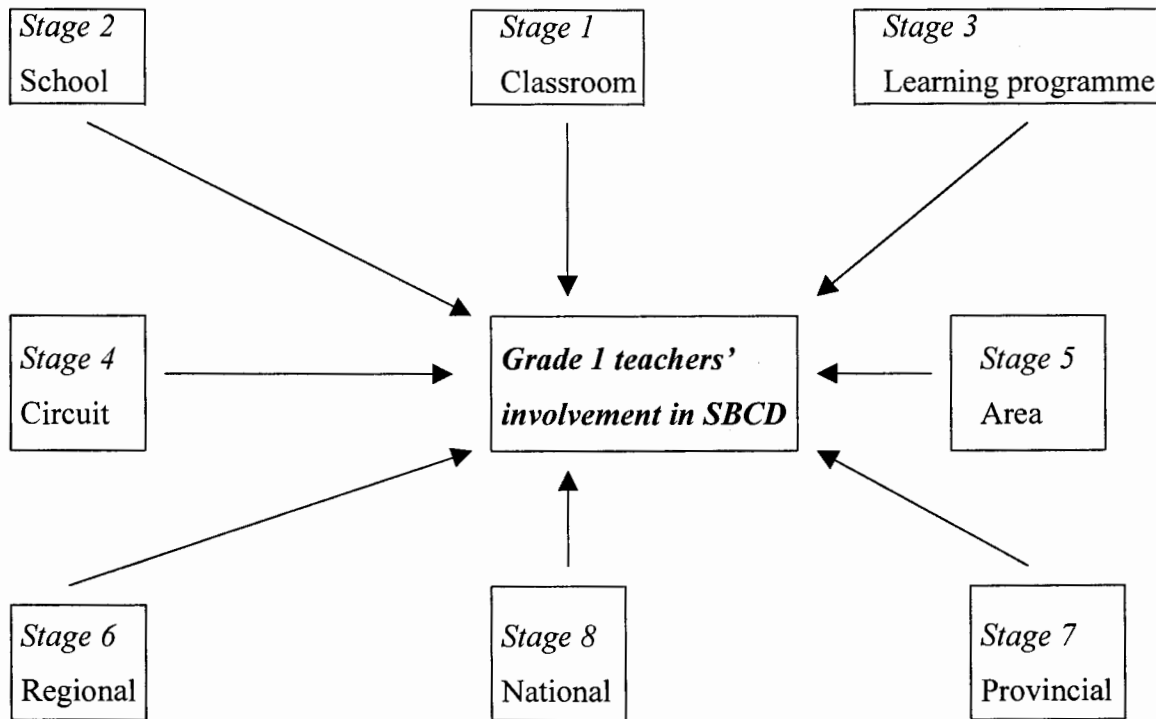 Stage 2
School
Stage 1
Classroom
Stage 3
Learning programme
Stage 4
Circuit
Grade 1 teachers’
involvement in SBCD
Stage 5
Area
Stage 6
Regional
Stage 8
National
Stage 7
Provincial